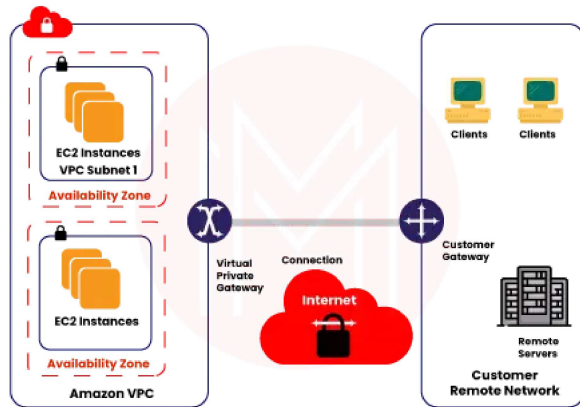 EC2 Instances
VPC Subnet 1
Availability Zone
EC2 Instances
Availability Zone
Amazon VPC
Virtual
Private
Gateway
Connection
Internet
Customer
Gateway
Clients
Clients
Remote
Servers
Customer
Remote Network